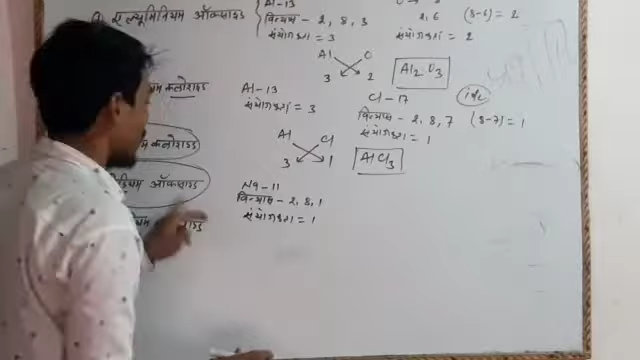 एल्यूमिनियम ऑक्साइड
Al-13
विन्यास - 2, 8, 3
संयोजकता = 3
2, 6 (8-6) = 2
संयोजकता = 2
Al O
3 2
Al2O3
क्लोराइड
Al-13
संयोजकता = 3
Cl-17
विन्यास - 2, 8, 7 (8-7) = 1
संयोजकता = 1
Al Cl
3 1
AlCl3
क्लोराइड
ऑक्साइड
Na-11
विन्यास - 2, 8, 1
संयोजकता = 1